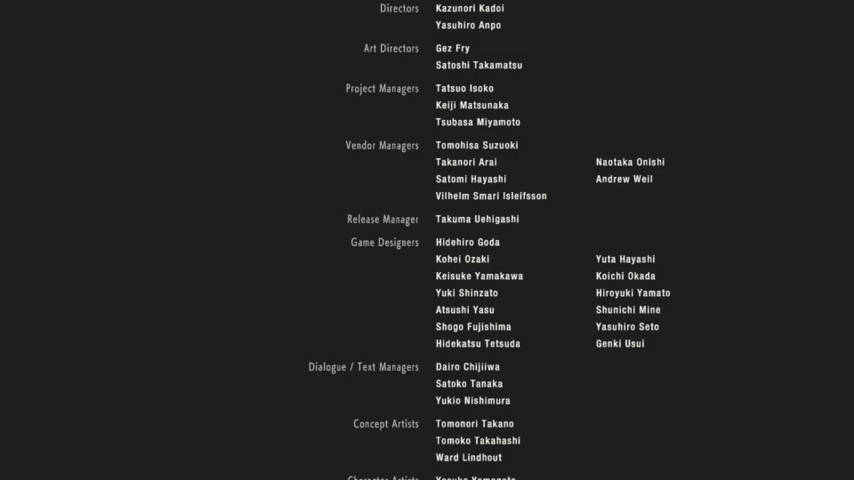 Directors Kazunori Kadoi
Yasuhiro Anpo
Art Directors Gez Fry
Satoshi Takamatsu
Project Managers Tatsuo Isoko
Keiji Matsunaka
Tsubasa Miyamoto
Vendor Managers Tomohisa Suzuoki
Takanori Arai Naotaka Onishi
Satomi Hayashi Andrew Weil
Vilhelm Smari Isleifsson
Release Manager Takuma Uehigashi
Game Designers Hidehiro Goda
Kohei Ozaki Yuta Hayashi
Keisuke Yamakawa Koichi Okada
Yuki Shinzato Hiroyuki Yamato
Atsushi Yasu Shunichi Mine
Shogo Fujishima Yasuhiro Seto
Hidekatsu Tetsuda Genki Usui
Dialogue / Text Managers Dairo Chijiiwa
Satoko Tanaka
Yukio Nishimura
Concept Artists Tomonori Takano
Tomoko Takahashi
Ward Lindhout
Character Artists